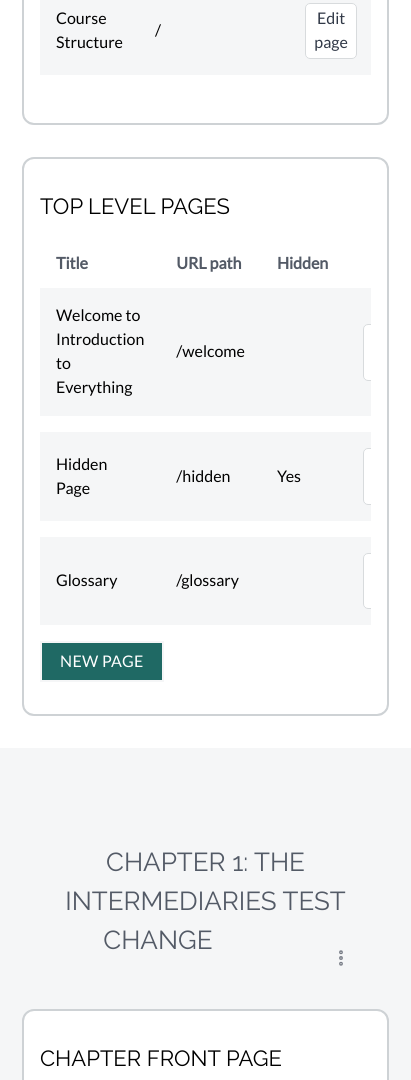 Course
Structure
/
Edit
page
TOP LEVEL PAGES
Title URL path Hidden
Welcome to
Introduction
to
Everything
/welcome
Hidden
Page
/hidden
Yes
Glossary /glossary
NEW PAGE
CHAPTER 1: THE
INTERMEDIARIES TEST
CHANGE
CHAPTER FRONT PAGE